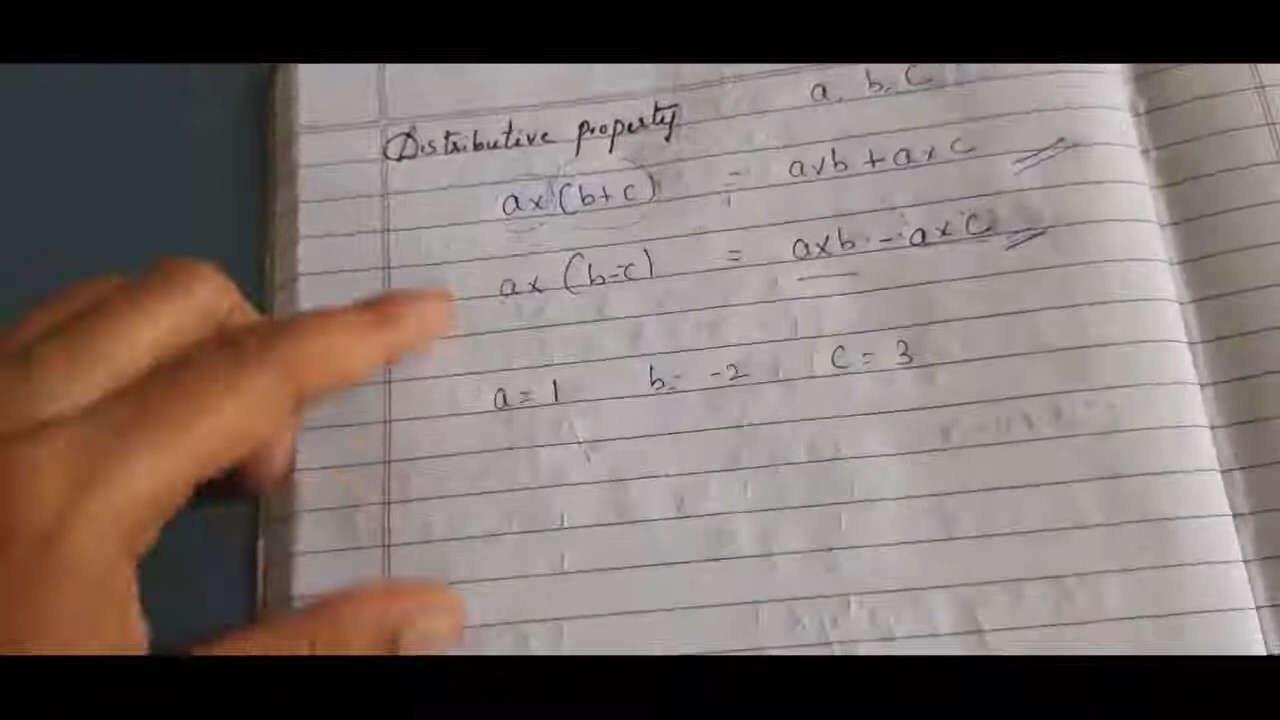 a, b, c
Distributive property
a x (b + c) = a x b + a x c
a x (b - c) = a x b - a x c
a = 1 b = -2 c = 3